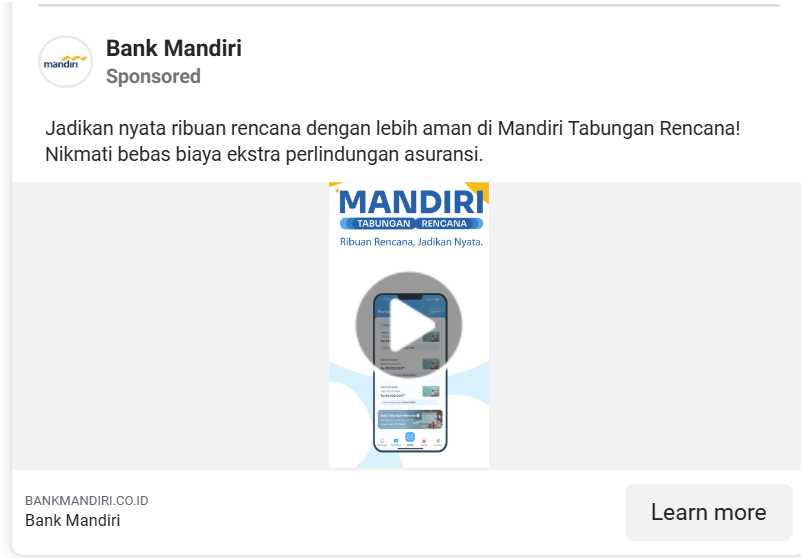 mandiri
Bank Mandiri
Sponsored
Jadikan nyata ribuan rencana dengan lebih aman di Mandiri Tabungan Rencana!
Nikmati bebas biaya ekstra perlindungan asuransi.
MANDIRI
TABUNGAN RENCANA
Ribuan Rencana, Jadikan Nyata.
BANKMANDIRI.CO.ID
Bank Mandiri
Learn more